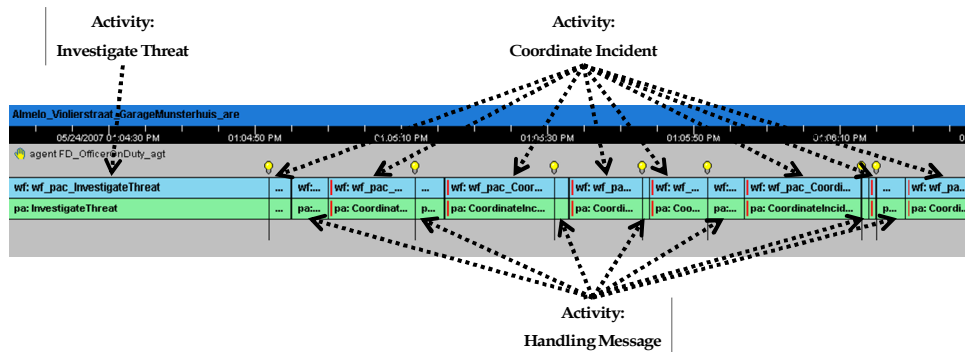 Activity:
Investigate Threat
Activity:
Coordinate Incident
Almelo_Violierstraat_GarageMunsterhuis_are
05/24/2007 01:04:30 PM 01:04:50 PM 01:05:10 PM 01:05:30 PM 01:05:50 PM 01:06:10 PM
agent FD_OfficerOnDuty_agt
wf: wf_pac_InvestigateThreat ... wf:... wf: wf_pac_... ... wf: wf_pac_Coor... wf: wf_pa... wf: wf_... wf:... wf: wf_pac_Coordi... ... wf: wf_pa...
pa: InvestigateThreat ... pa:... pa: Coordinat... p... pa: CoordinateInc... pa: Coordi... pa: Coo... pa:... pa: CoordinateIncid... p... pa: Coordi...
Activity:
Handling Message